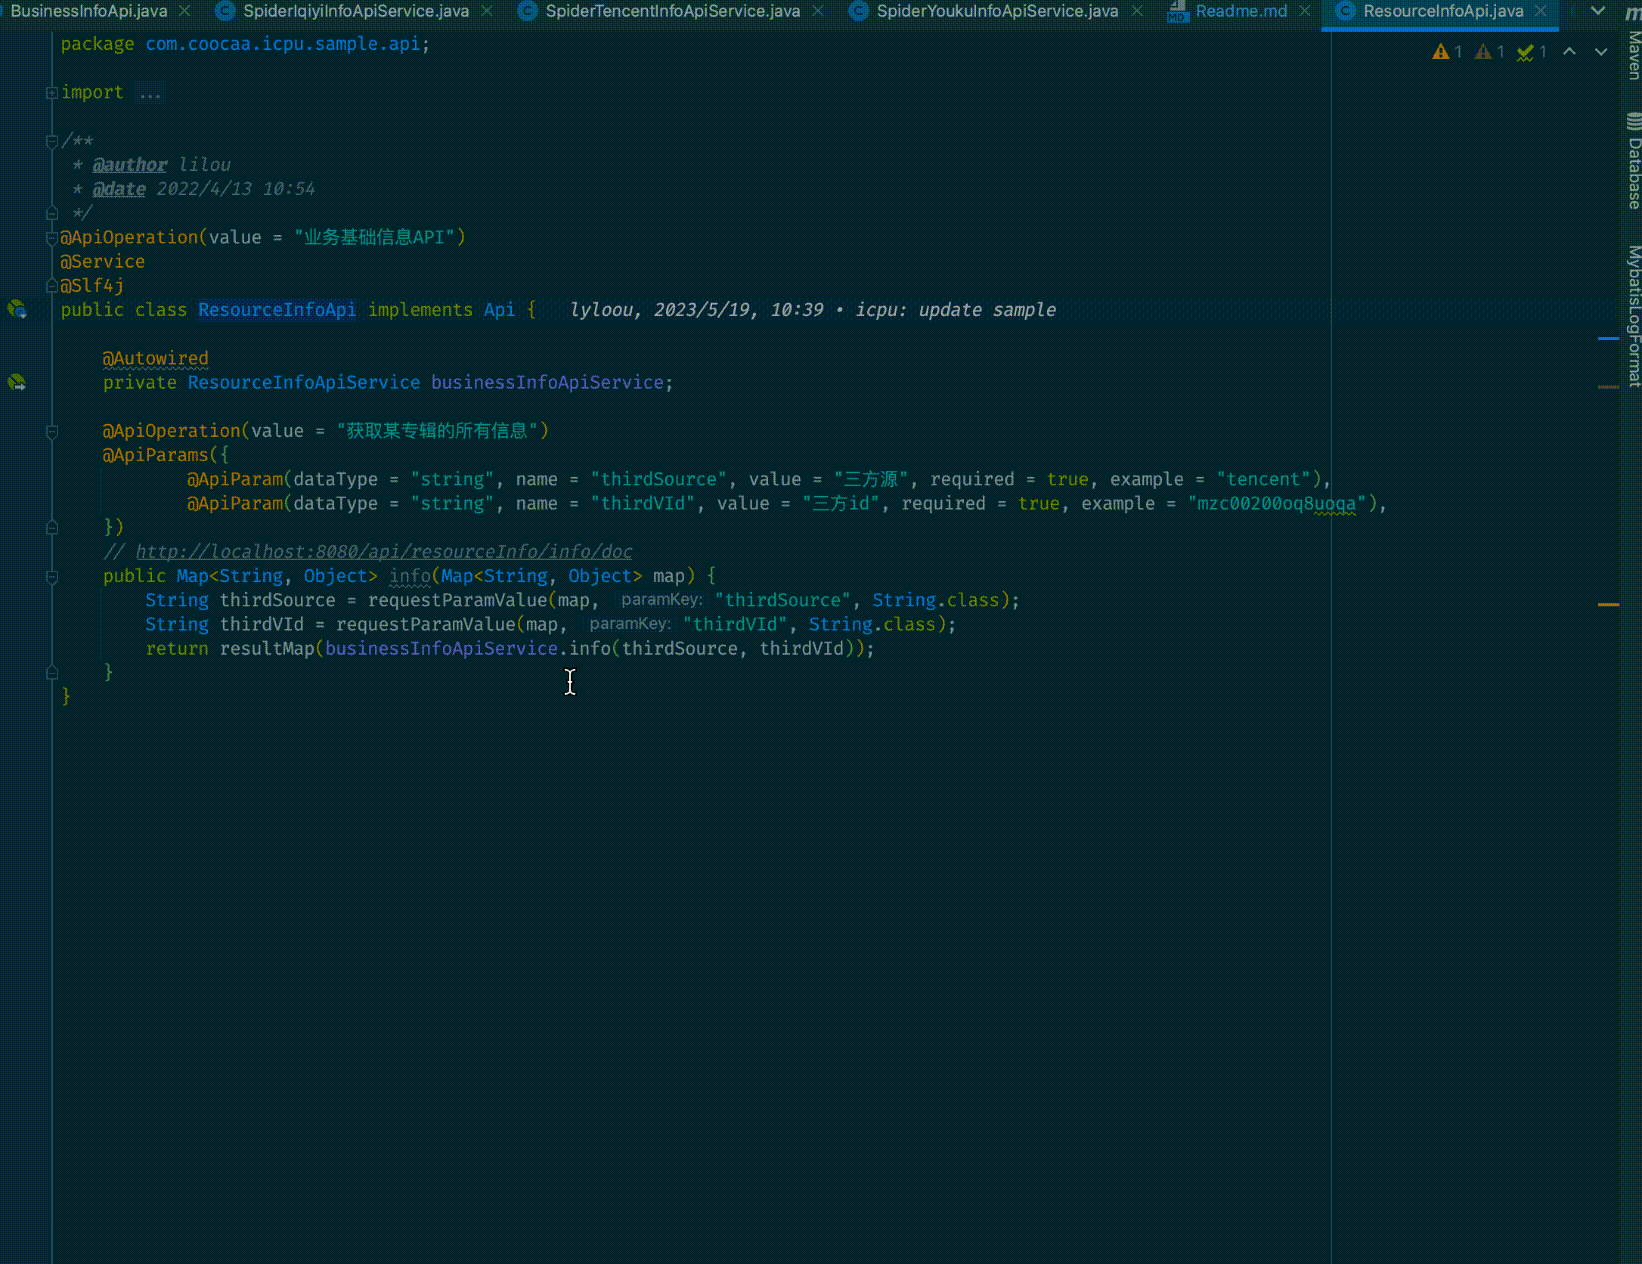 BusinessInfoApi.java
SpiderIqiyiInfoApiService.java
SpiderTencentInfoApiService.java
SpiderYoukuInfoApiService.java
Readme.md
ResourceInfoApi.java
package com.coocaa.icpu.sample.api;
1 1 1
import ...
/**
* @author lilou
* @date 2022/4/13 10:54
*/
@ApiOperation(value = "业务基础信息API")
@Service
@Slf4j
public class ResourceInfoApi implements Api { lyloou, 2023/5/19, 10:39 • icpu: update sample
@Autowired
private ResourceInfoApiService businessInfoApiService;
@ApiOperation(value = "获取某专辑的所有信息")
@ApiParams({
@ApiParam(dataType = "string", name = "thirdSource", value = "三方源", required = true, example = "tencent"),
@ApiParam(dataType = "string", name = "thirdVId", value = "三方id", required = true, example = "mzc00200oq8uoqa"),
})
// http://localhost:8080/api/resourceInfo/info/doc
public Map<String, Object> info(Map<String, Object> map) {
String thirdSource = requestParamValue(map, paramKey: "thirdSource", String.class);
String thirdVId = requestParamValue(map, paramKey: "thirdVId", String.class);
return resultMap(businessInfoApiService.info(thirdSource, thirdVId));
}
}
Maven
Database
MybatisLogFormat